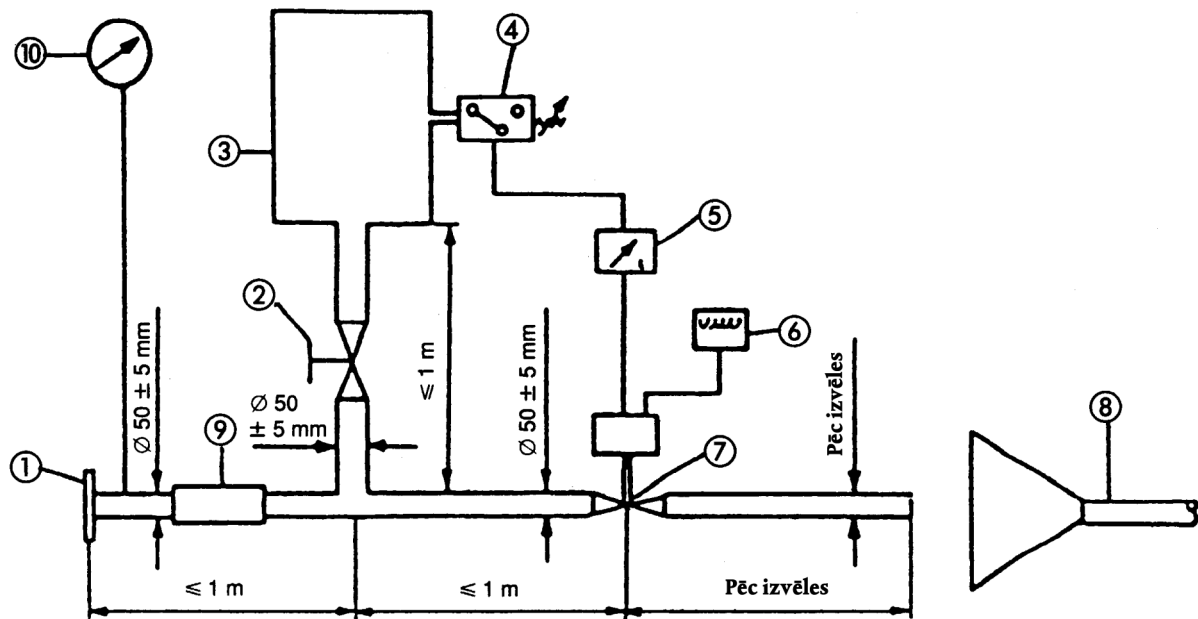 ④
⑩
③
⑤
②
⑥
Ø 50 ± 5 mm
≤ 1 m
Ø 50 ± 5 mm
Pēc izvēles
Ø 50
± 5 mm
⑧
⑨
⑦
①
≤ 1 m
≤ 1 m
Pēc izvēles